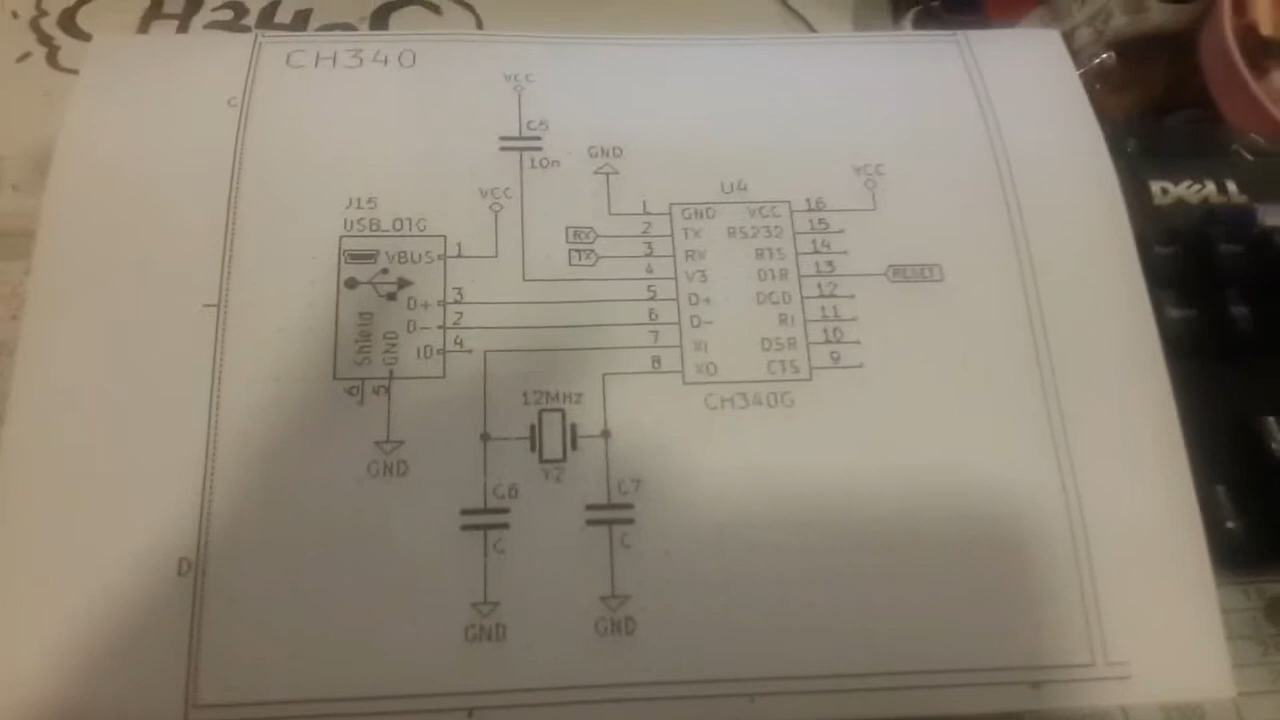 CH340G
CH340
C
VCC
C5
10n
GND
VCC
U4
J15
USB_OTG
VCC
VBUS 1
D+ 3
D- 2
ID 4
Shield
GND
6
5
GND
RX
TX
1 GND VCC 16
2 TX RS232 15
3 RX RTS 14
4 V3 DTR 13
RESET
5 D+ DCD 12
6 D- RI 11
7 XI DSR 10
8 XO CTS 9
CH340G
12MHz
Y2
C6
C
C7
C
GND
GND
D
DELL